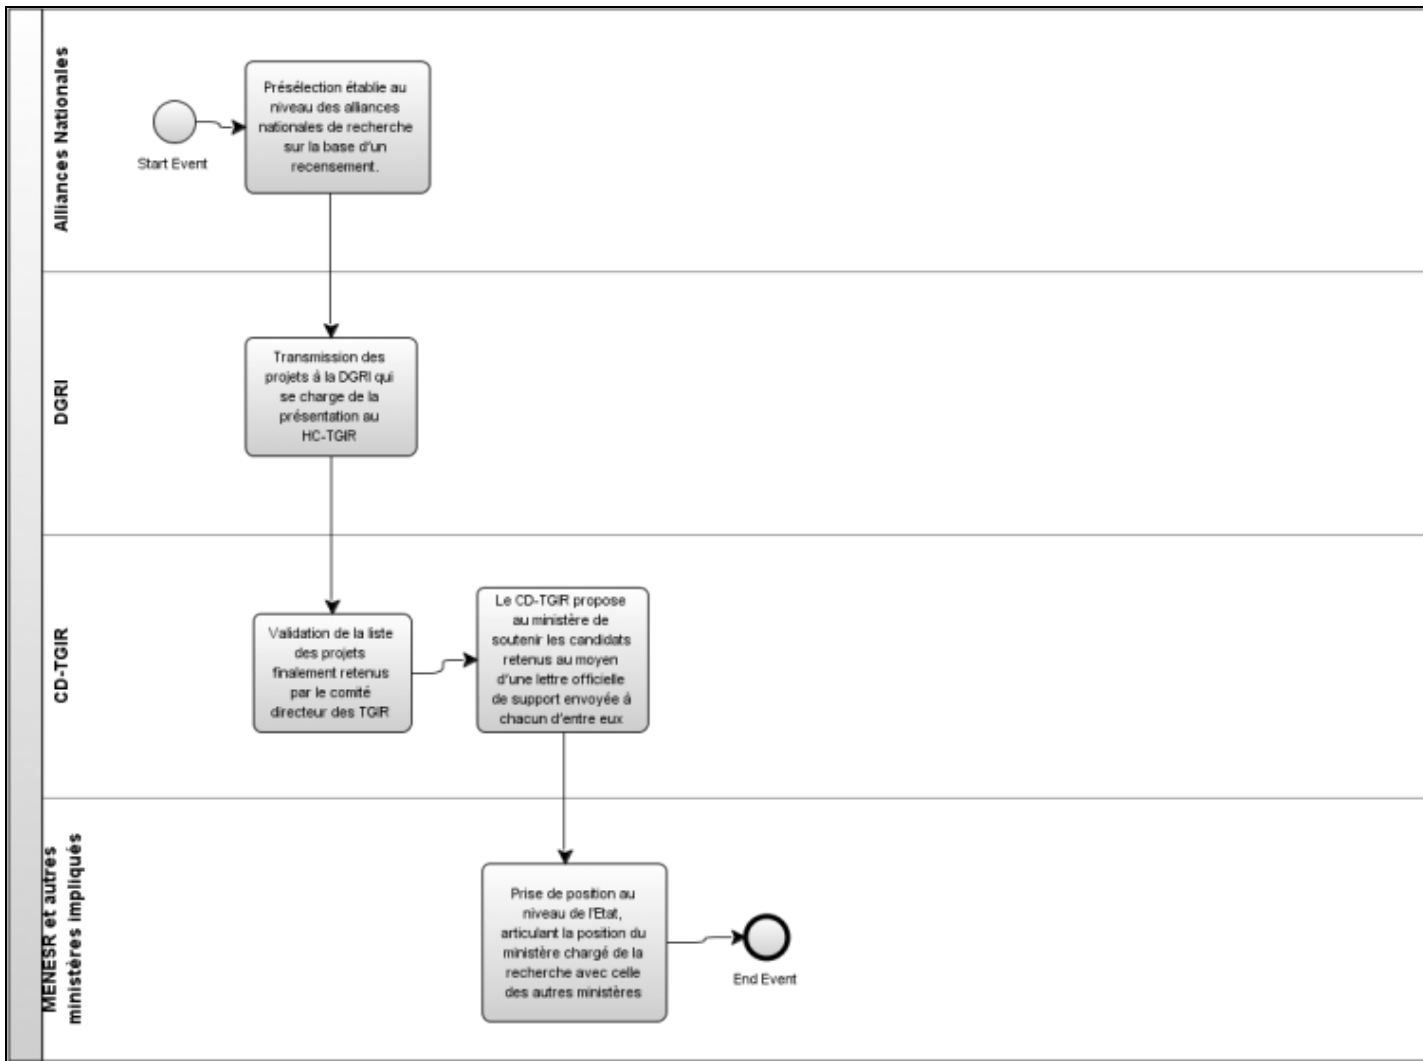 Alliances Nationales
Start Event
Présélection établie au
niveau des alliances
nationales de recherche
sur la base d'un
recensement.
DGRI
Transmission des
projets à la DGRI qui
se charge de la
présentation au
HC-TGIR
CD-TGIR
Validation de la liste
des projets
finalement retenus
par le comité
directeur des TGIR
Le CD-TGIR propose
au ministère de
soutenir les candidats
retenus au moyen
d'une lettre officielle
de support envoyée à
chacun d'entre eux
MENESR et autres
ministères impliqués
Prise de position au
niveau de l'Etat,
articulant la position du
ministère chargé de la
recherche avec celle
des autres ministères
End Event